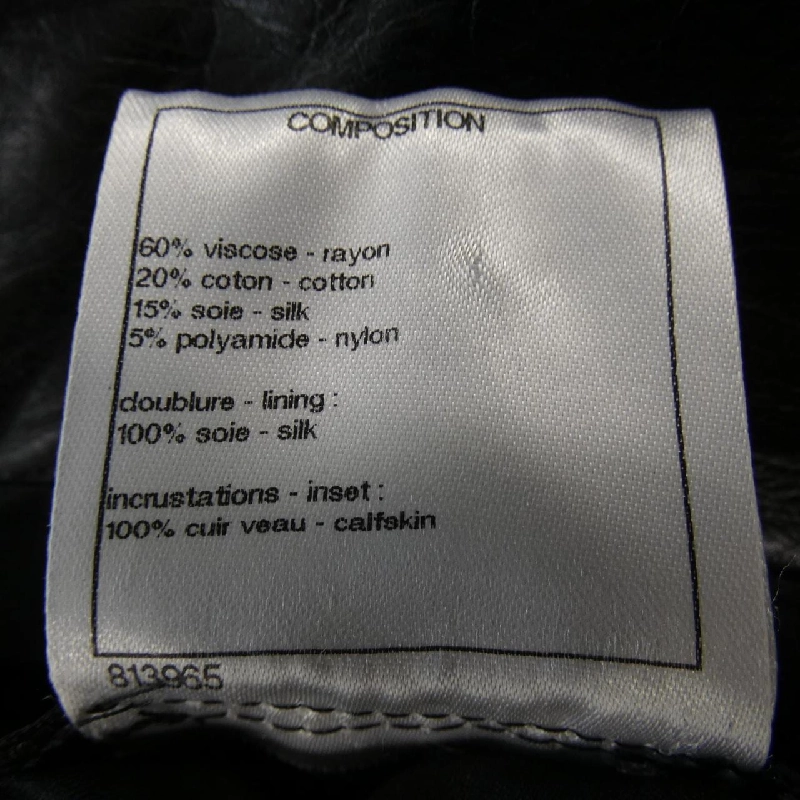 COMPOSITION
60% viscose - rayon
20% coton - cotton
15% soie - silk
5% polyamide - nylon
doublure - lining :
100% soie - silk
incrustations - inset :
100% cuir veau - calfskin
813965